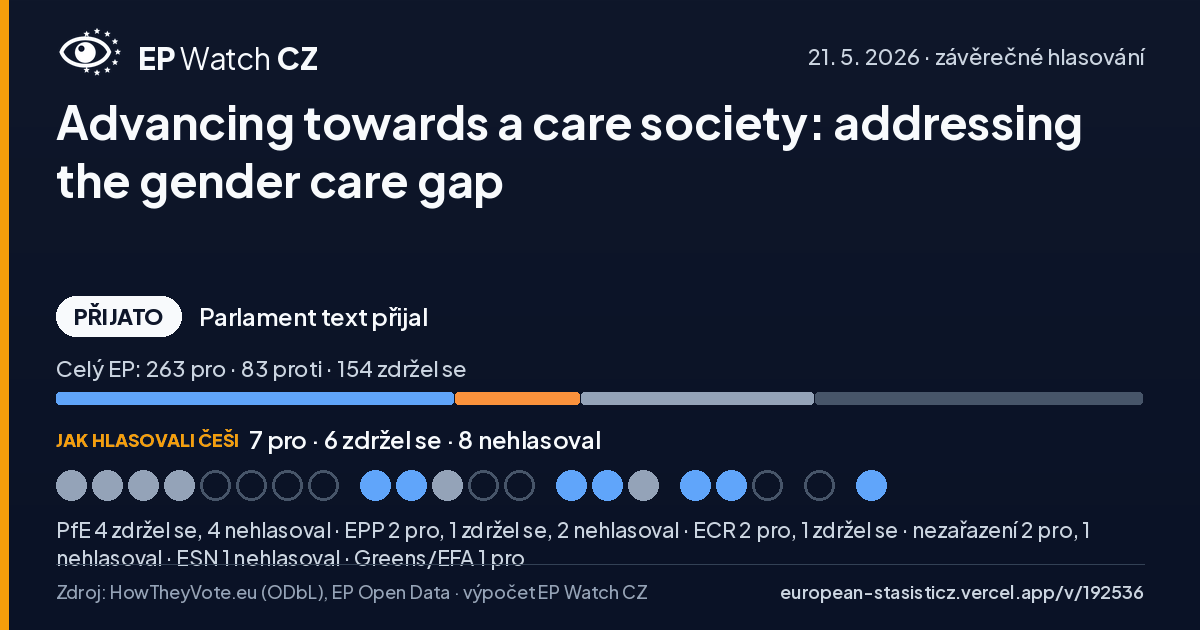 EP Watch CZ
21. 5. 2026 · závěrečné hlasování
Advancing towards a care society: addressing
the gender care gap
PŘIJATO
Parlament text přijal
Celý EP: 263 pro · 83 proti · 154 zdržel se
JAK HLASOVALI ČEŠI 7 pro · 6 zdržel se · 8 nehlasoval
PfE 4 zdržel se, 4 nehlasoval · EPP 2 pro, 1 zdržel se, 2 nehlasoval · ECR 2 pro, 1 zdržel se · nezařazení 2 pro, 1
nehlasoval · ESN 1 nehlasoval · Greens/EFA 1 pro
Zdroj: HowTheyVote.eu (ODbL), EP Open Data · výpočet EP Watch CZ
european-stasisticz.vercel.app/v/192536